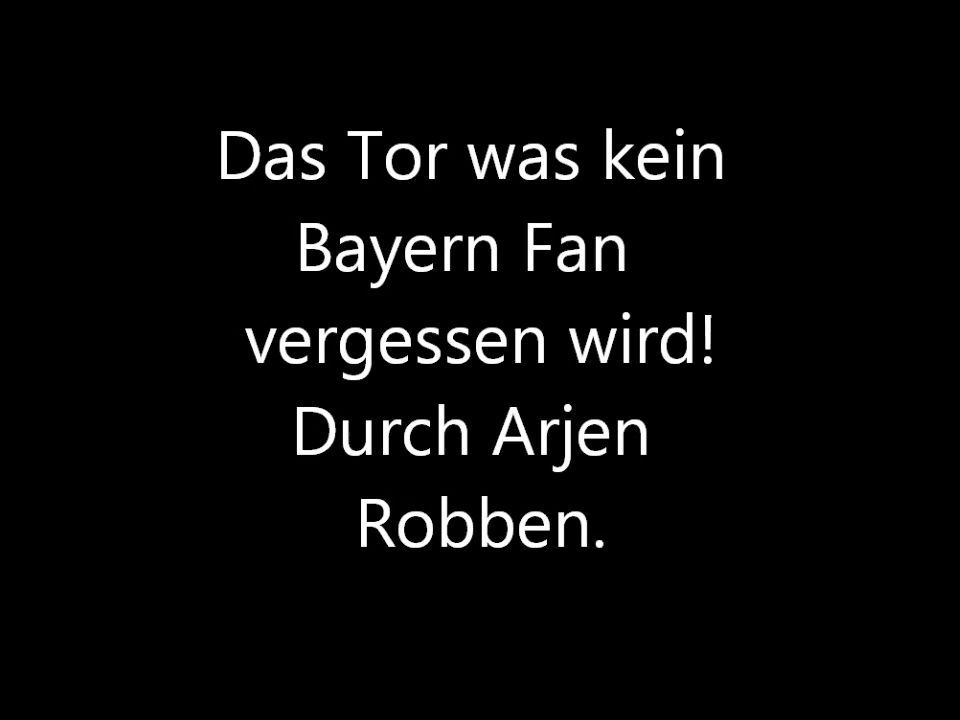 Das Tor was kein
Bayern Fan
vergessen wird!
Durch Arjen
Robben.